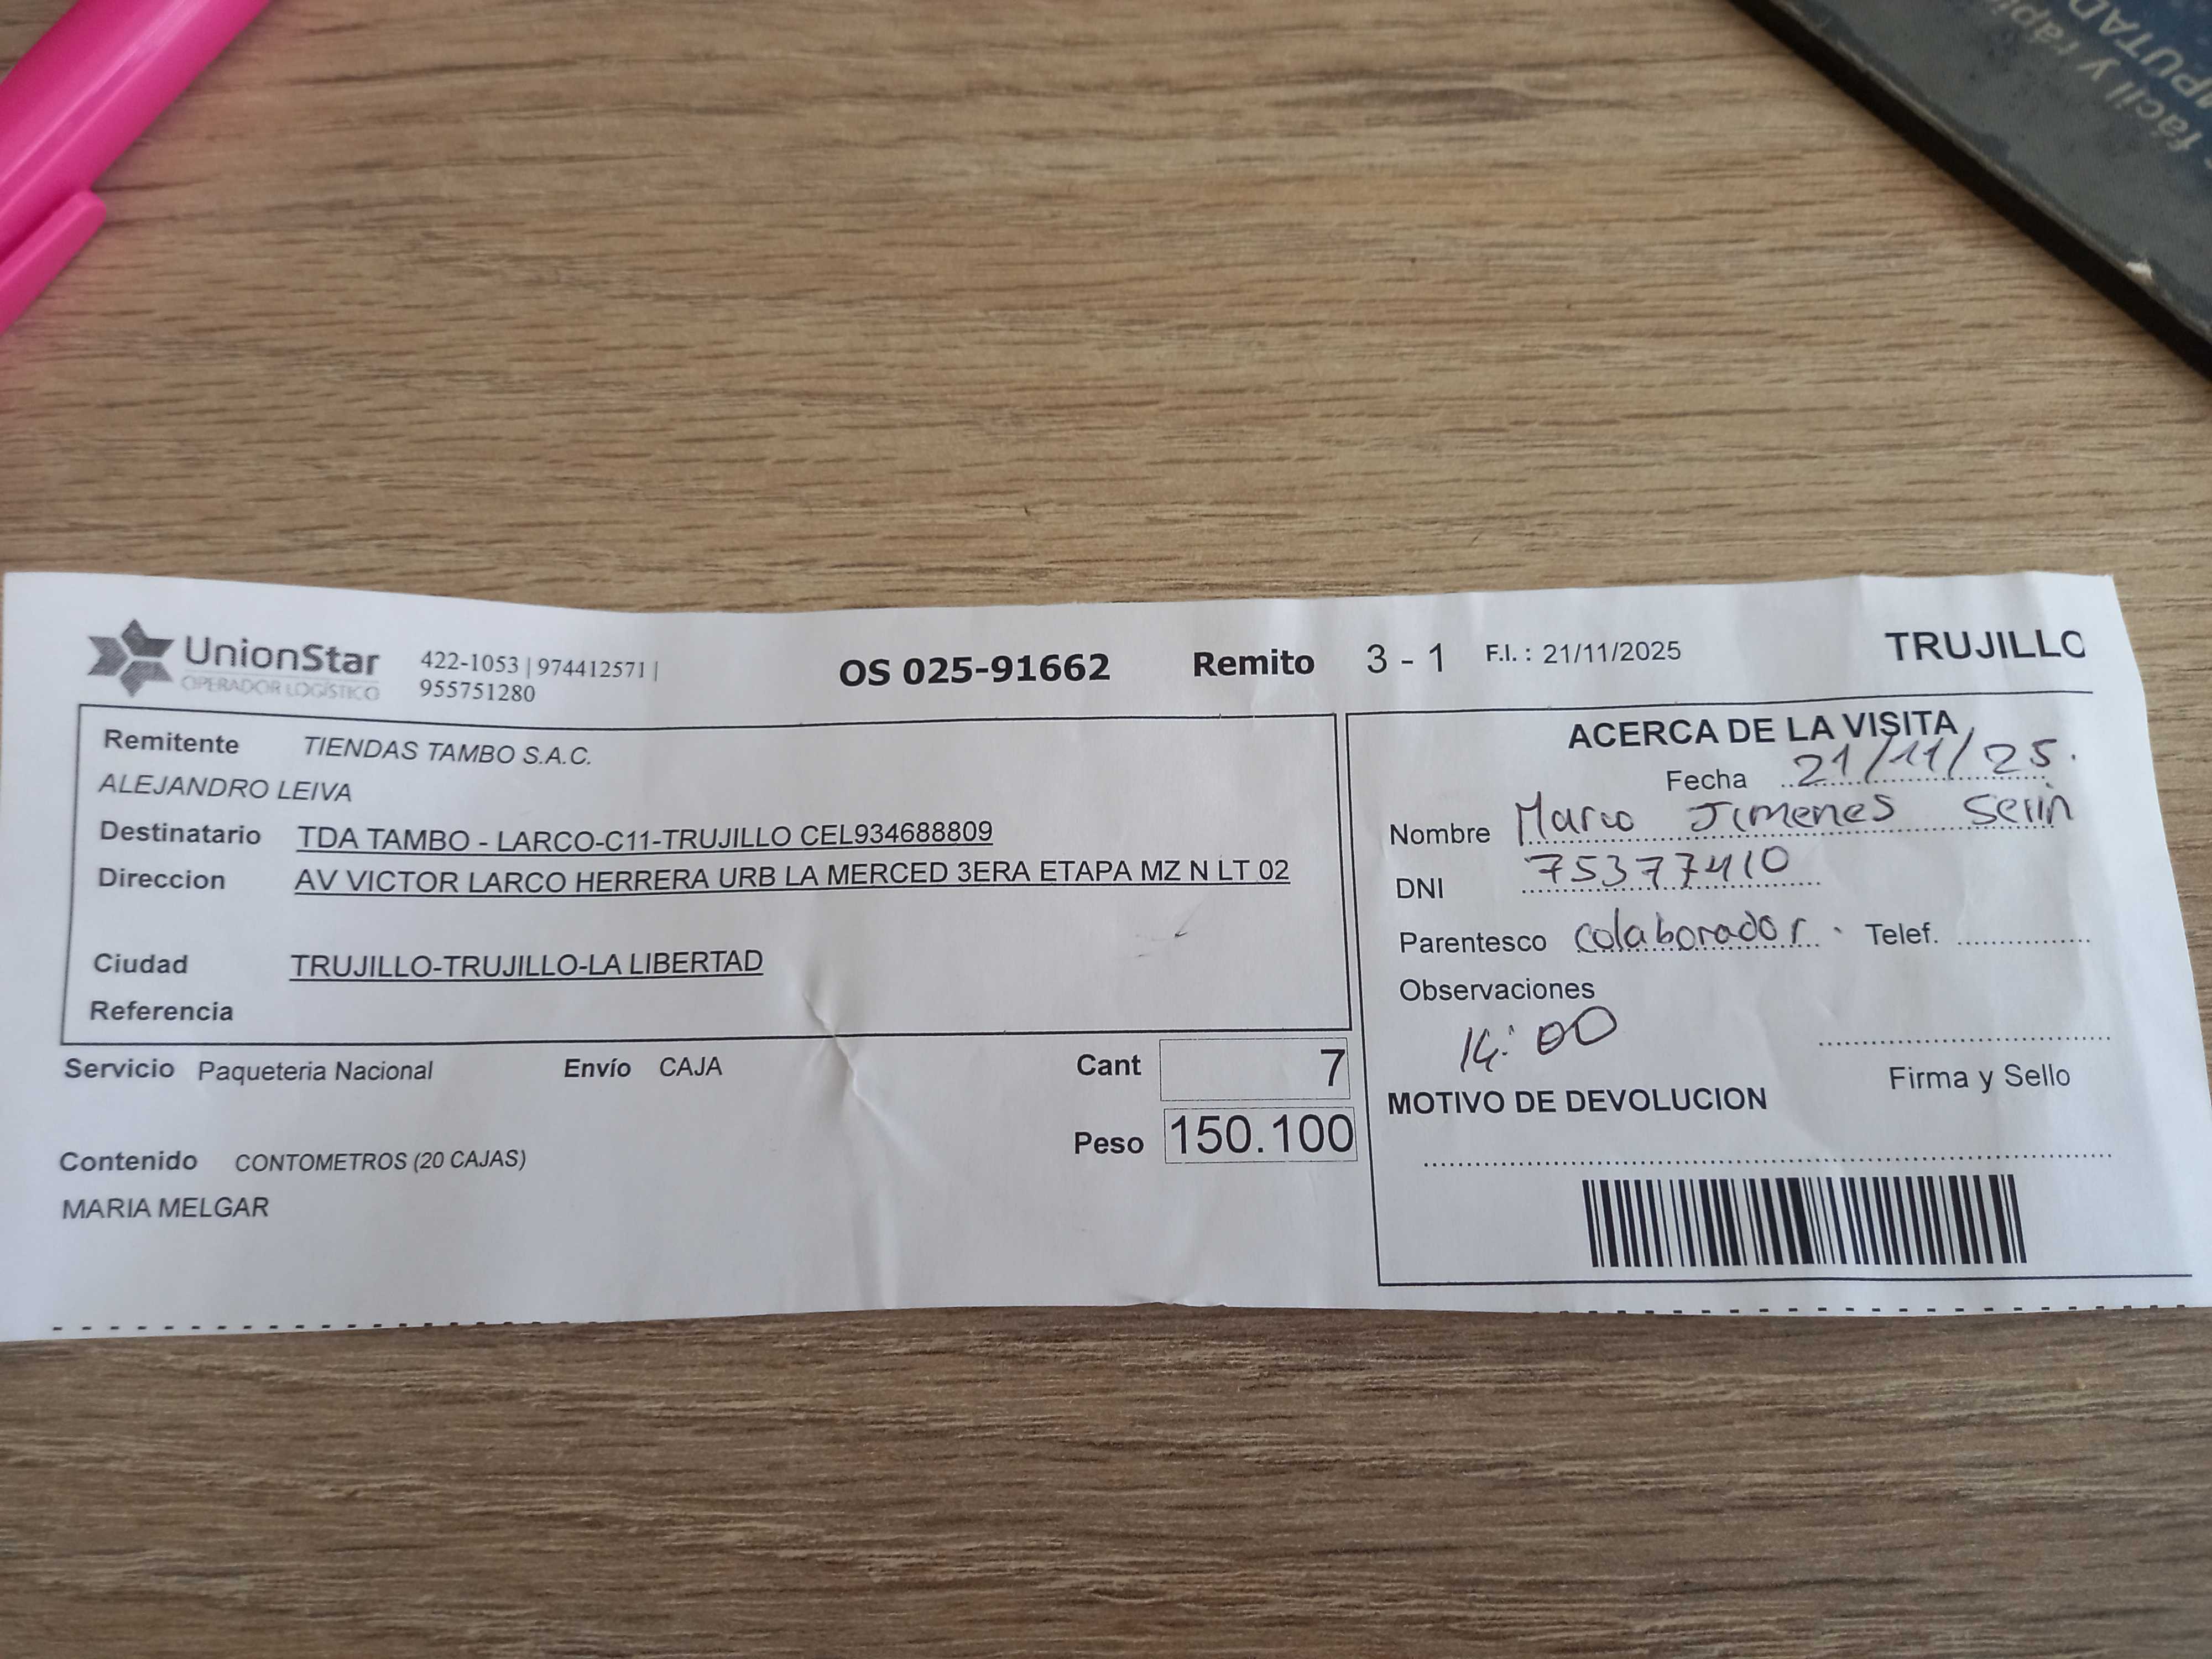 fácil y rápi
UnionStar
OPERADOR LOGÍSTICO
422-1053 | 974412571 |
955751280
OS 025-91662 Remito 3 - 1 F.I. : 21/11/2025 TRUJILLO
Remitente TIENDAS TAMBO S.A.C.
ALEJANDRO LEIVA
Destinatario TDA TAMBO - LARCO-C11-TRUJILLO CEL934688809
Direccion AV VICTOR LARCO HERRERA URB LA MERCED 3ERA ETAPA MZ N LT 02
Ciudad TRUJILLO-TRUJILLO-LA LIBERTAD
Referencia
Servicio Paqueteria Nacional Envío CAJA Cant 7
Peso 150.100
Contenido CONTOMETROS (20 CAJAS)
MARIA MELGAR
ACERCA DE LA VISITA
Fecha 21/11/25.
Nombre Marco Jimenes
DNI 75377410
Parentesco colaborador. Telef.
Observaciones
14:00
Firma y Sello
MOTIVO DE DEVOLUCION